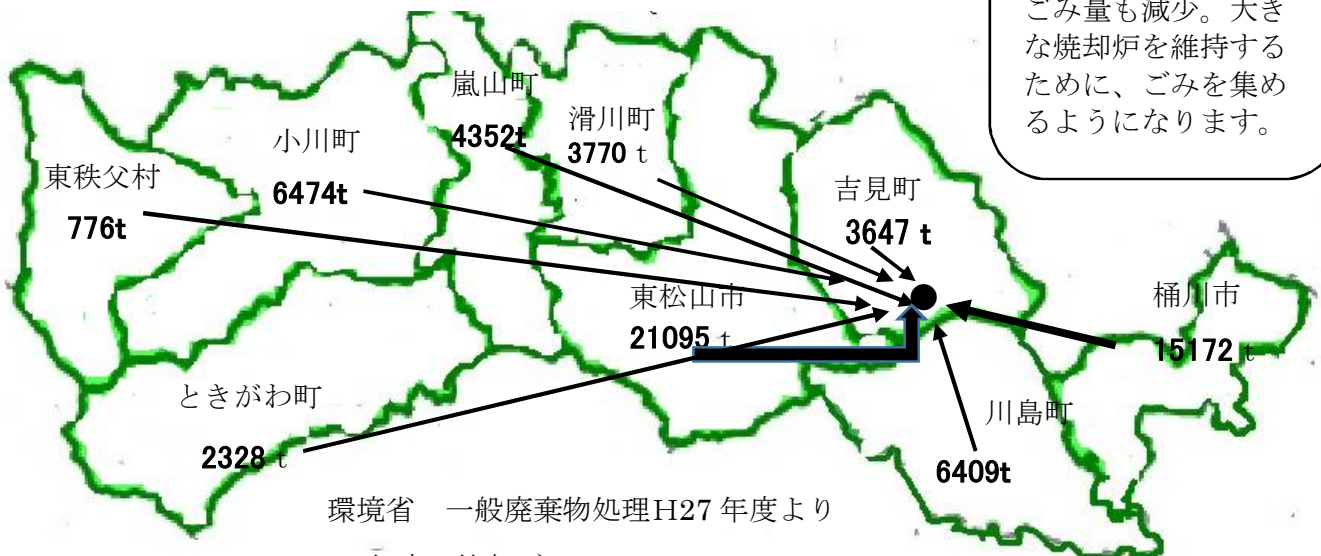 ごみ量も減少。大き
な焼却炉を維持する
ために、ごみを集め
るようになります。
嵐山町
4352t
滑川町
3770 t
小川町
6474t
東秩父村
776t
吉見町
3647 t
東松山市
21095 t
桶川市
15172 t
ときがわ町
2328 t
川島町
6409t
環境省 一般廃棄物処理H27 年度より